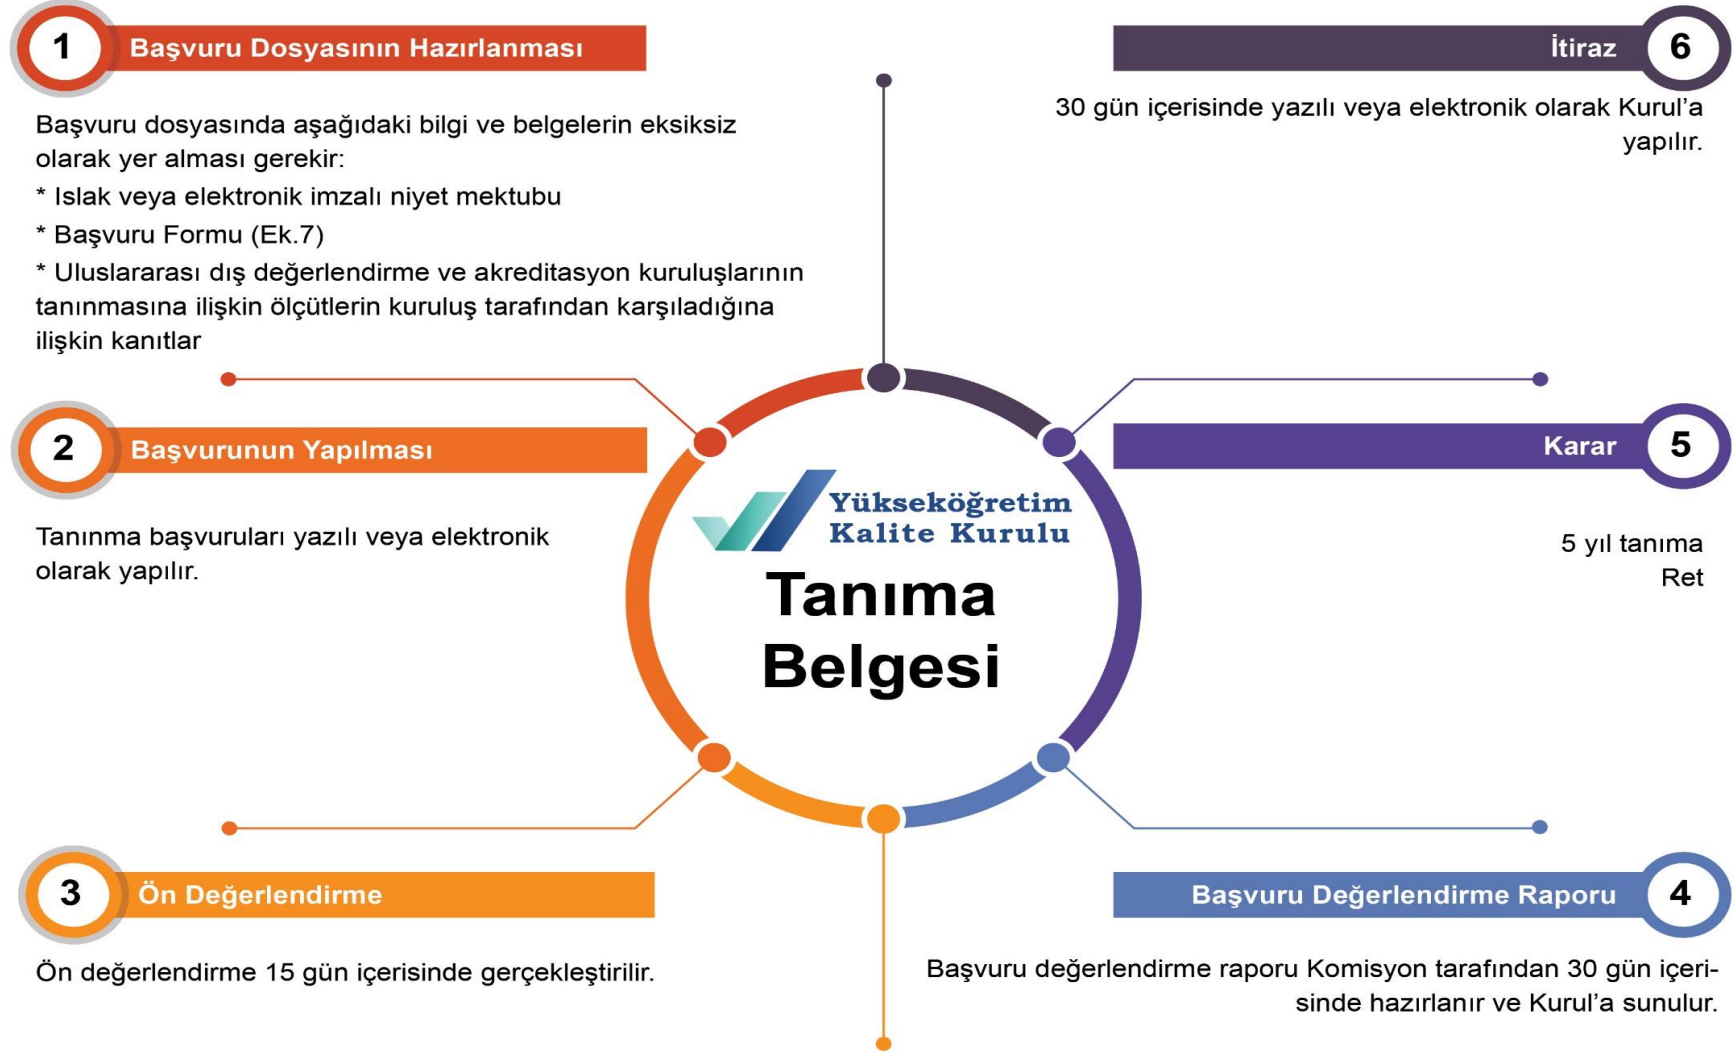 1
Başvuru Dosyasının Hazırlanması
Başvuru dosyasında aşağıdaki bilgi ve belgelerin eksiksiz
olarak yer alması gerekir:
* Islak veya elektronik imzalı niyet mektubu
* Başvuru Formu (Ek.7)
* Uluslararası dış değerlendirme ve akreditasyon kuruluşlarının
tanınmasına ilişkin ölçütlerin kuruluş tarafından karşıladığına
ilişkin kanıtlar
2
Başvurunun Yapılması
Tanınma başvuruları yazılı veya elektronik
olarak yapılır.
3
Ön Değerlendirme
Ön değerlendirme 15 gün içerisinde gerçekleştirilir.
Yükseköğretim
Kalite Kurulu
Tanıma
Belgesi
Başvuru Değerlendirme Raporu
4
Başvuru değerlendirme raporu Komisyon tarafından 30 gün içeri-
sinde hazırlanır ve Kurul’a sunulur.
Karar
5
5 yıl tanıma
Ret
İtiraz
6
30 gün içerisinde yazılı veya elektronik olarak Kurul’a
yapılır.